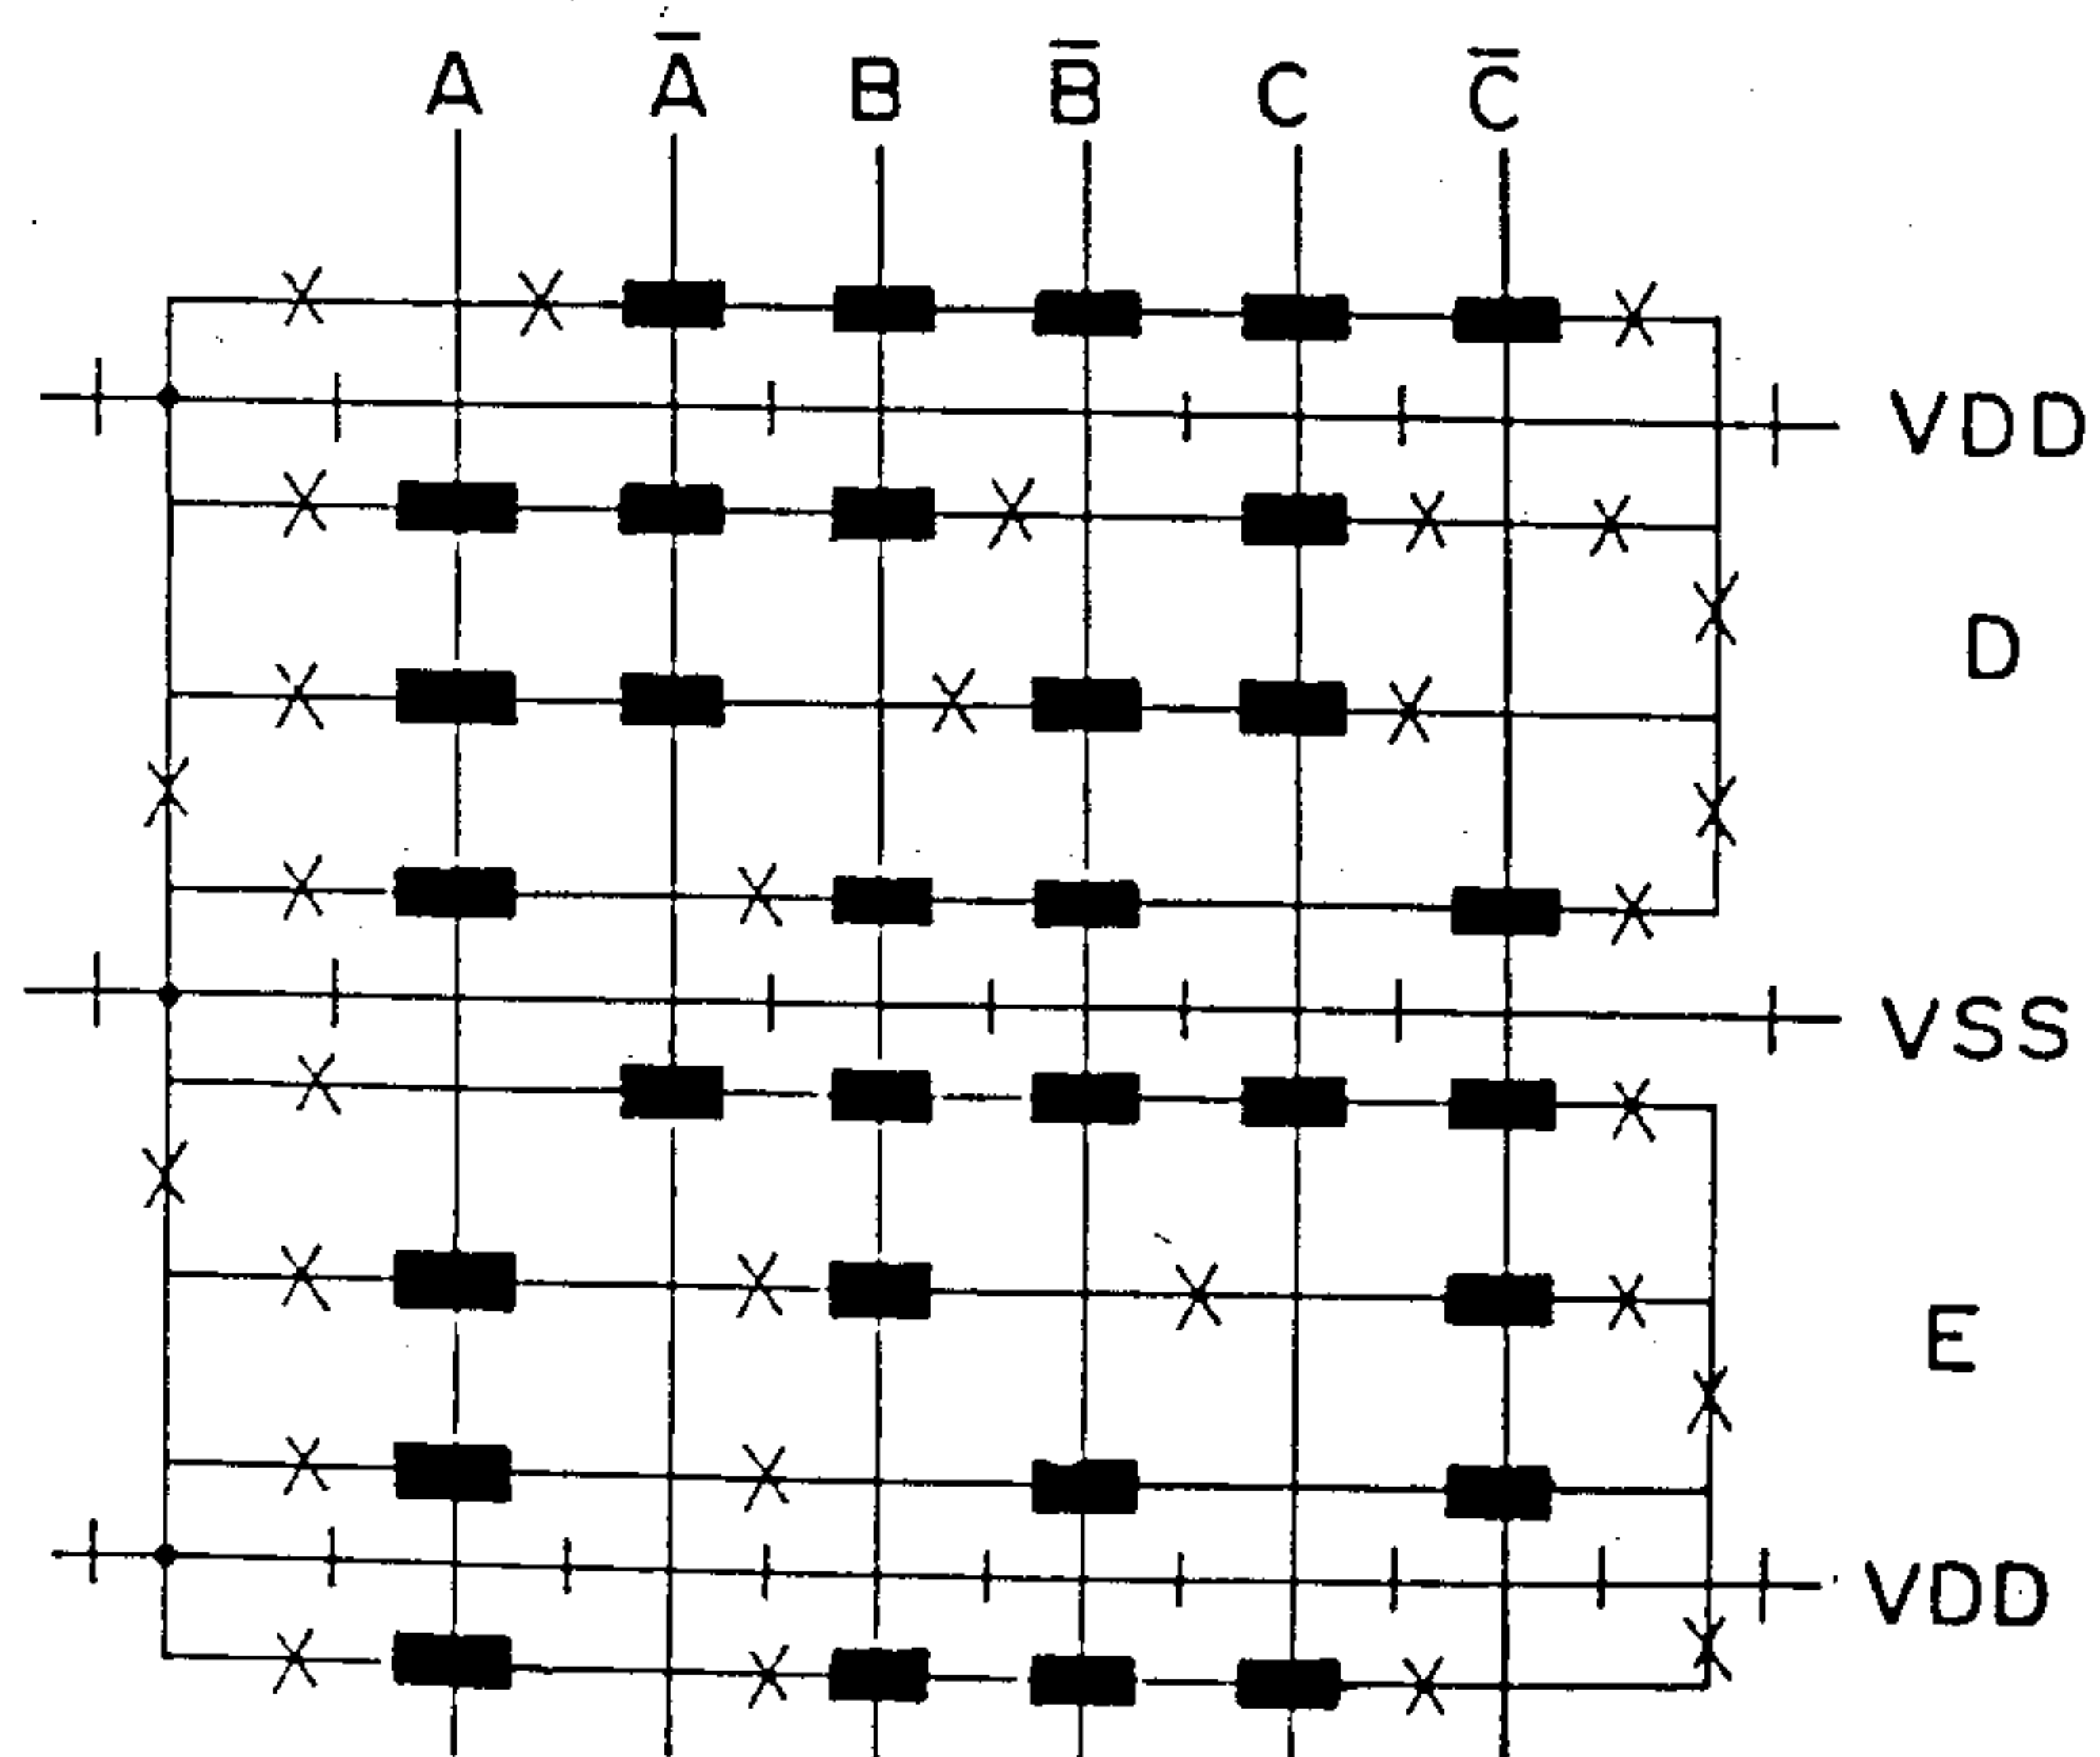 A A̅ B B̅ C C̅
VDD
D
VSS
E
VDD